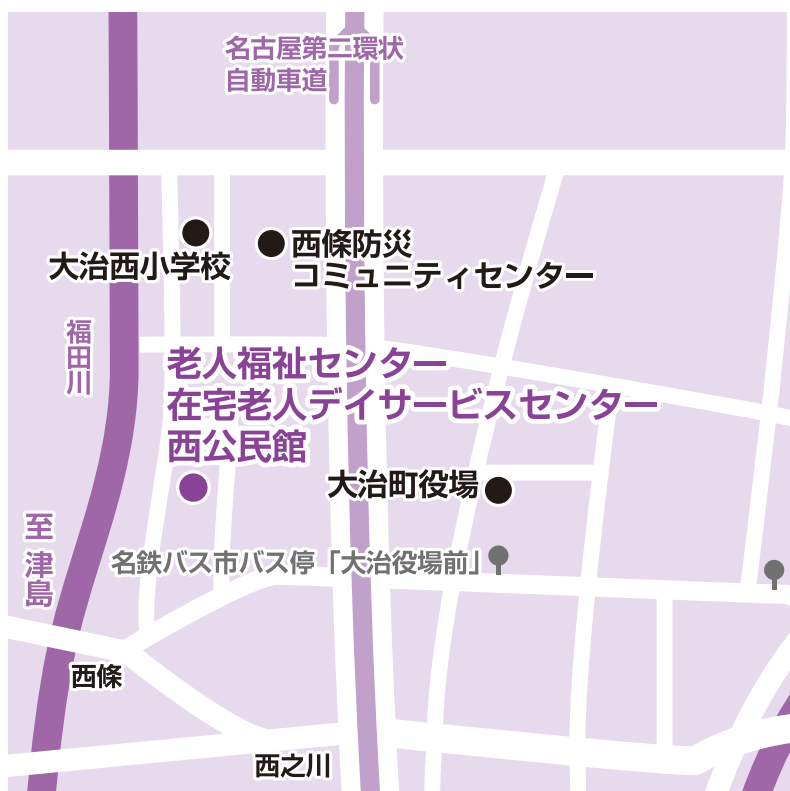 名古屋第二環状
自動車道
大治西小学校
西條防災
コミュニティセンター
福田川
老人福祉センター
在宅老人デイサービスセンター
西公民館
大治町役場
至 津島
名鉄バス市バス停「大治役場前」
西條
西之川